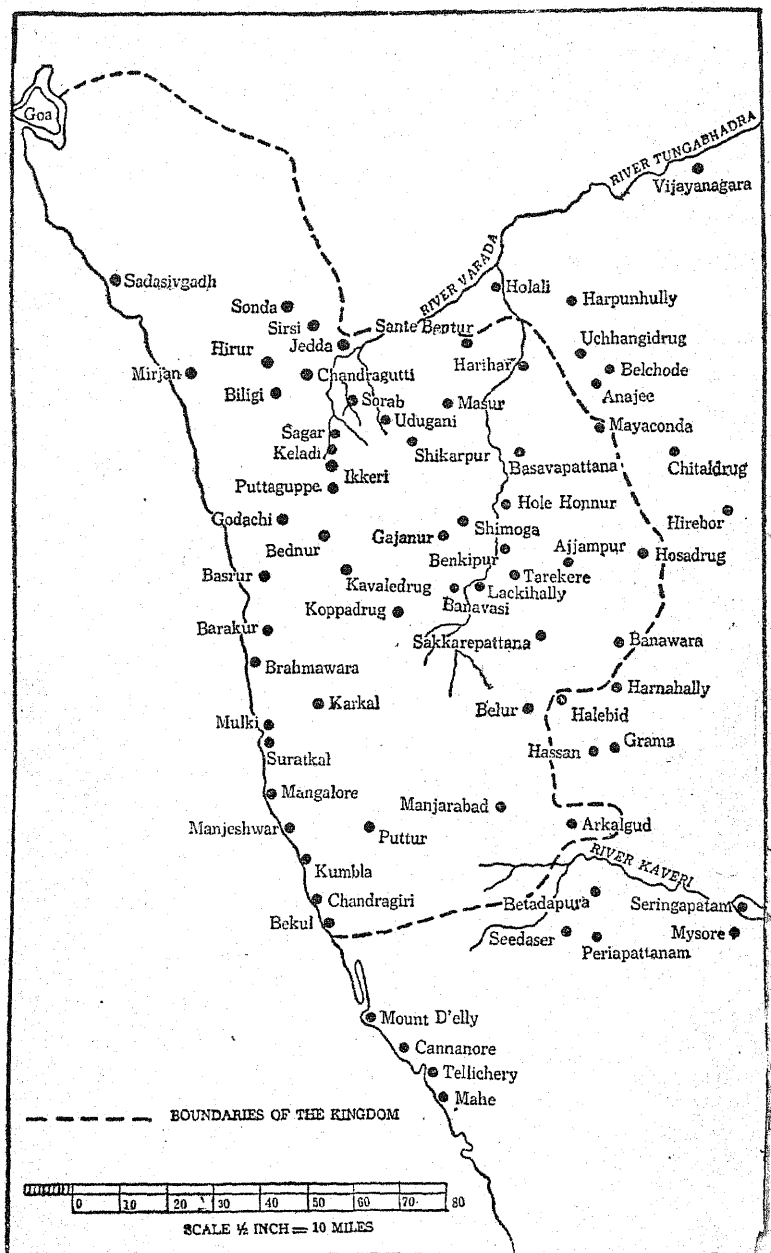 Goa
RIVER TUNGABHADRA
Vijayanagara
RIVER VARADA
Sadasivgadh
Holali
Sonda
Harpunhully
Sirsi
Sante Bentur
Jedda
Uchhangidrug
Hirur
Harihar
Belchode
Mirjan
Chandragutti
Anajee
Biligi
Sorab
Masur
Udugani
Mayaconda
Sagar
Shikarpur
Keladi
Basavapattana
Chitaldrug
Ikkeri
Puttaguppe
Hole Honnur
Hirebor
Godachi
Shimoga
Bednur
Gajanur
Ajjampur
Benkipur
Hosadrug
Basrur
Kavaledrug
Tarekere
Lackihally
Banavasi
Koppadrug
Barakur
Sakkarepattana
Banawara
Brahmawara
Harnahally
Karkal
Belur
Halebid
Mulki
Grama
Hassan
Suratkal
Mangalore
Manjarabad
Manjeshwar
Puttur
Arkalgud
Kumbla
RIVER KAVERI
Chandragiri
Betadapura
Seringapatam
Bekul
Seedaser
Mysore
Periapattanam
Mount D'elly
Cannanore
Tellichery
Mahe
BOUNDARIES OF THE KINGDOM
0 10 20 30 40 50 60 70 80
SCALE ½ INCH = 10 MILES